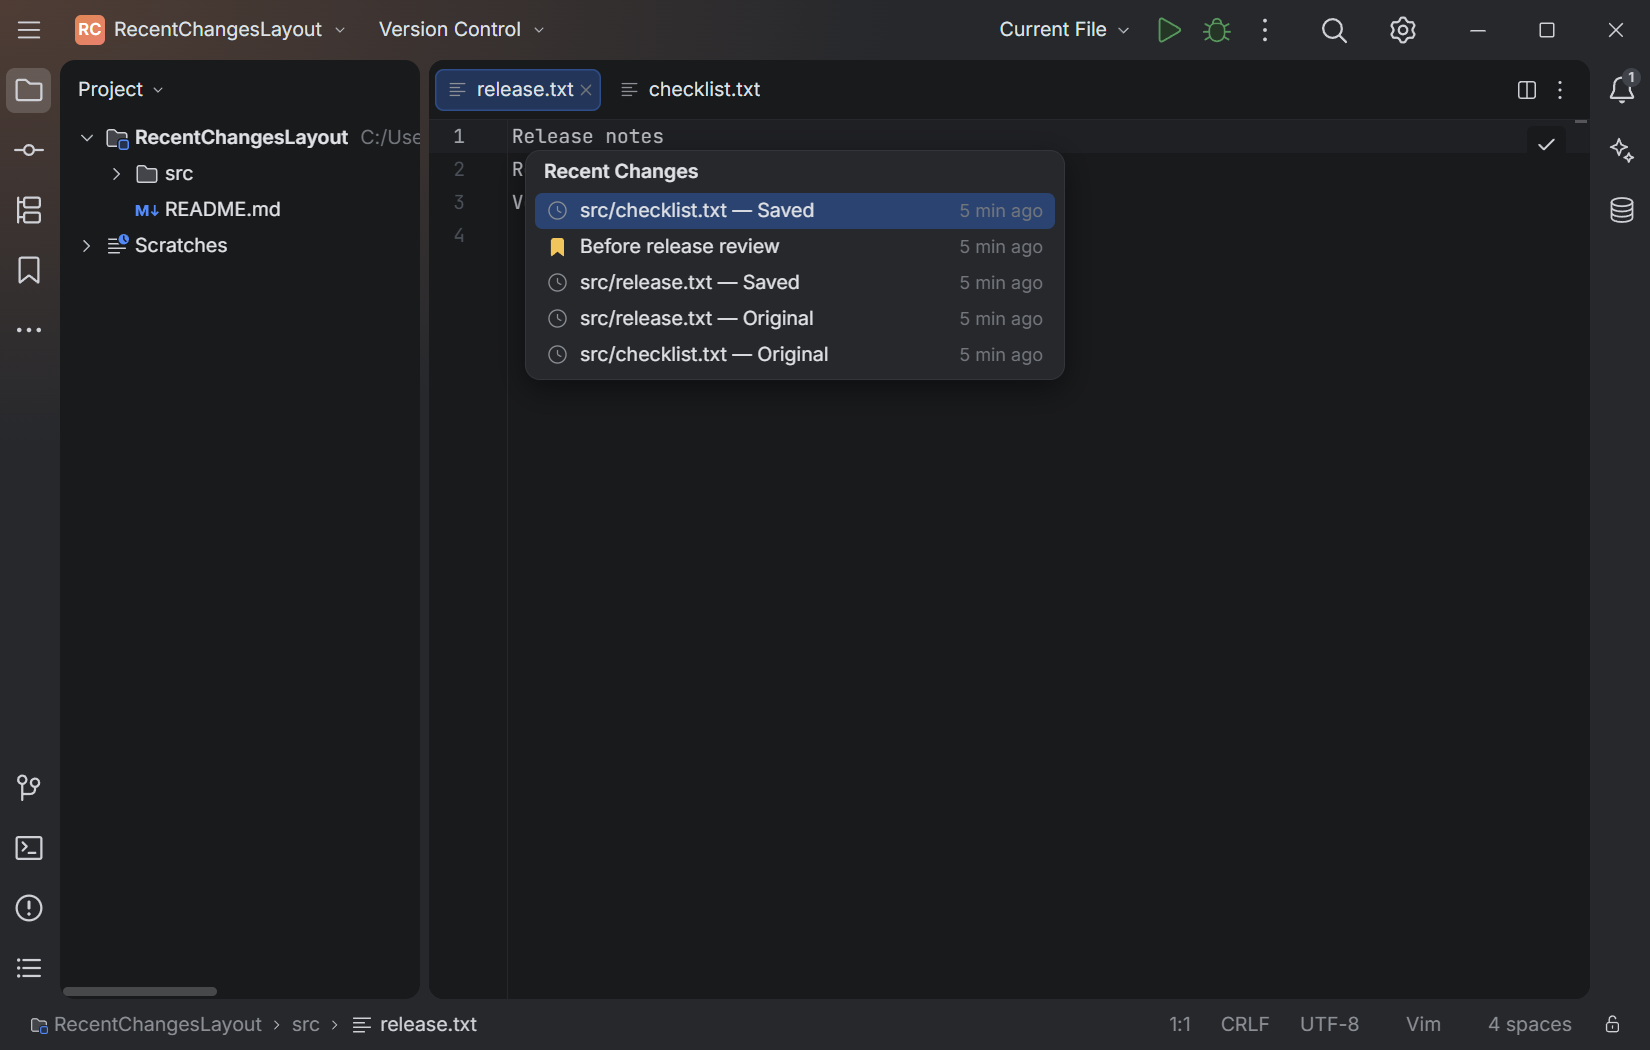 RC RecentChangesLayout Version Control Current File
Project
release.txt checklist.txt
1
RecentChangesLayout C:/Use
src
M↓ README.md
Scratches
1 Release notes
2 R
3 V
4
Recent Changes
src/checklist.txt — Saved 5 min ago
Before release review 5 min ago
src/release.txt — Saved 5 min ago
src/release.txt — Original 5 min ago
src/checklist.txt — Original 5 min ago
RecentChangesLayout › src › release.txt 1:1 CRLF UTF-8 Vim 4 spaces